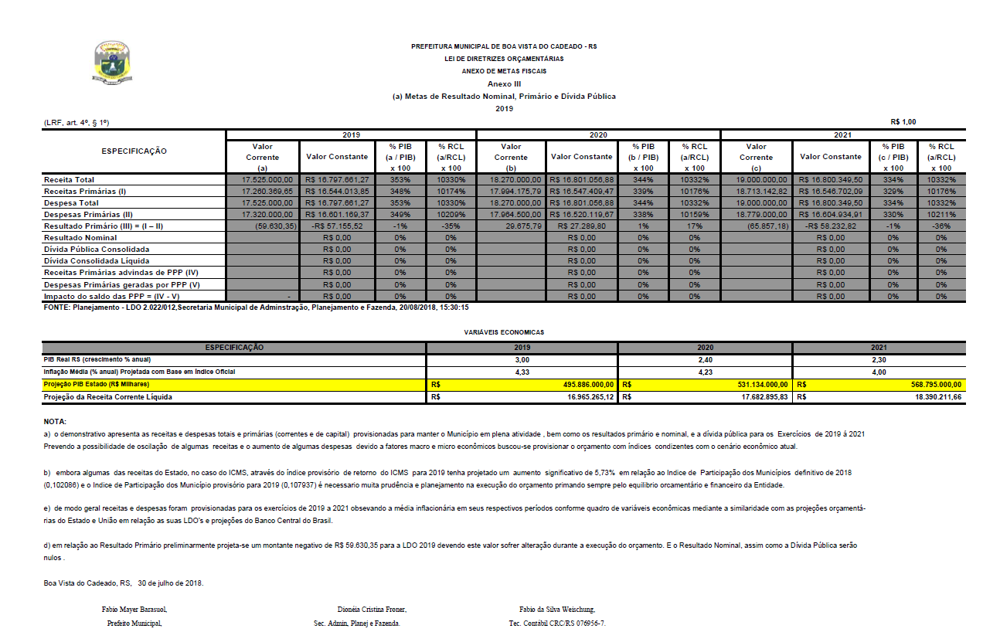 PREFEITURA MUNICIPAL DE BOA VISTA DO CADEADO - RS
LEI DE DIRETRIZES ORÇAMENTÁRIAS
ANEXO DE METAS FISCAIS
Anexo III
(a) Metas de Resultado Nominal, Primário e Dívida Pública
2019
(LRF, art. 4º, § 1º) R$ 1,00
ESPECIFICAÇÃO 2019 2020 2021
Valor Corrente (a) Valor Constante % PIB (a / PIB) x 100 % RCL (a/RCL) x 100 Valor Corrente (b) Valor Constante % PIB (b / PIB) x 100 % RCL (a/RCL) x 100 Valor Corrente (c) Valor Constante % PIB (c / PIB) x 100 % RCL (a/RCL) x 100
Receita Total 17.525.000,00 R$ 16.797.661,27 353% 10330% 18.270.000,00 R$ 16.801.056,88 344% 10332% 19.000.000,00 R$ 16.800.349,50 334% 10332%
Receitas Primárias (I) 17.260.369,65 R$ 16.544.013,85 348% 10174% 17.994.175,79 R$ 16.547.409,47 339% 10176% 18.713.142,82 R$ 16.546.702,09 329% 10176%
Despesa Total 17.525.000,00 R$ 16.797.661,27 353% 10330% 18.270.000,00 R$ 16.801.056,88 344% 10332% 19.000.000,00 R$ 16.800.349,50 334% 10332%
Despesas Primárias (II) 17.320.000,00 R$ 16.601.169,37 349% 10209% 17.964.500,00 R$ 16.520.119,67 338% 10159% 18.779.000,00 R$ 16.604.934,91 330% 10211%
Resultado Primário (III) = (I – II) (59.630,35) -R$ 57.155,52 -1% -35% 29.675,79 R$ 27.289,80 1% 17% (65.857,18) -R$ 58.232,82 -1% -36%
Resultado Nominal R$ 0,00 0% 0% R$ 0,00 0% 0% R$ 0,00 0% 0%
Dívida Pública Consolidada R$ 0,00 0% 0% R$ 0,00 0% 0% R$ 0,00 0% 0%
Dívida Consolidada Líquida R$ 0,00 0% 0% R$ 0,00 0% 0% R$ 0,00 0% 0%
Receitas Primárias advindas de PPP (IV) R$ 0,00 0% 0% R$ 0,00 0% 0% R$ 0,00 0% 0%
Despesas Primárias geradas por PPP (V) R$ 0,00 0% 0% R$ 0,00 0% 0% R$ 0,00 0% 0%
Impacto do saldo das PPP = (IV - V) - R$ 0,00 0% 0% R$ 0,00 0% 0% R$ 0,00 0% 0%
FONTE: Planejamento - LDO 2.022/012,Secretaria Municipal de Adminstração, Planejamento e Fazenda, 20/08/2018, 15:30:15
VARIÁVEIS ECONOMICAS
ESPECIFICAÇÃO 2019 2020 2021
PIB Real RS (crescimento % anual) 3,00 2,40 2,30
Inflação Média (% anual) Projetada com Base em Índice Oficial 4,33 4,23 4,00
Projeção PIB Estado (R$ Milhares) R$ 495.886.000,00 R$ 531.134.000,00 R$ 568.795.000,00
Projeção da Receita Corrente Líquida R$ 16.965.265,12 R$ 17.682.895,83 R$ 18.390.211,66
NOTA:
a) o demonstrativo apresenta as receitas e despesas totais e primárias (correntes e de capital) provisionadas para manter o Município em plena atividade , bem como os resultados primário e nominal, e a dívida pública para os Exercícios de 2019 á 2021
Prevendo a possibilidade de oscilação de algumas receitas e o aumento de algumas despesas devido a fatores macro e micro econômicos buscou-se provisionar o orçamento com índices condizentes com o cenário econômico atual.
b) embora algumas das receitas do Estado, no caso do ICMS, através do índice provisório de retorno do ICMS para 2019 tenha projetado um aumento significativo de 5,73% em relação ao Indice de Participação dos Municípios definitivo de 2018
(0,102086) e o Indice de Participação dos Município provisório para 2019 (0,107937) é necessario muita prudência e planejamento na execução do orçamento primando sempre pelo equilibrio orcamentário e financeiro da Entidade.
e) de modo geral receitas e despesas foram provisionadas para os exercícios de 2019 a 2021 obsevando a média inflacionária em seus respectivos períodos conforme quadro de variáveis econômicas mediante a similaridade com as projeções orçamentá-
rias do Estado e União em relação as suas LDO's e projeções do Banco Central do Brasil.
d) em relação ao Resultado Primário preliminarmente projeta-se um montante negativo de R$ 59.630,35 para a LDO 2019 devendo este valor sofrer alteração durante a execução do orçamento. E o Resultado Nominal, assim como a Dívida Pública serão
nulos .
Boa Vista do Cadeado, RS, 30 de julho de 2018.
Fabio Mayer Barasuol, Dionéia Cristina Froner, Fabio da Silva Weischung,
Prefeito Municipal, Sec. Admin, Planej e Fazenda. Tec. Contábil CRC/RS 076956-7.